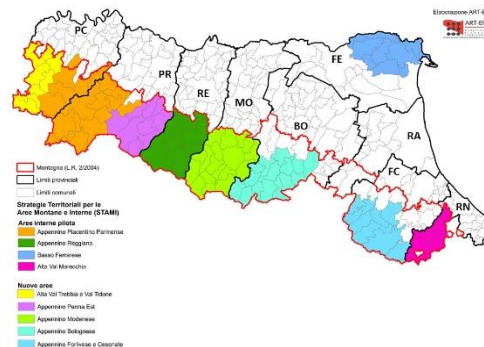 Elaborazione ART-E
ART-E
PC
PR
RE
MO
FE
BO
RA
FC
RN
Montagna (L.R. 2/2004)
Limiti provinciali
Limiti comunali
Strategie Territoriali per le
Aree Montane e Interne (STAMI)
Aree interne pilota
Appennino Piacentino Parmense
Appennino Reggiano
Basso Ferrarese
Alta Val Marecchia
Nuove aree
Alta Val Trebbia e Val Tidone
Appennino Parma Est
Appennino Modenese
Appennino Bolognese
Appennino Forlivese e Cesenate